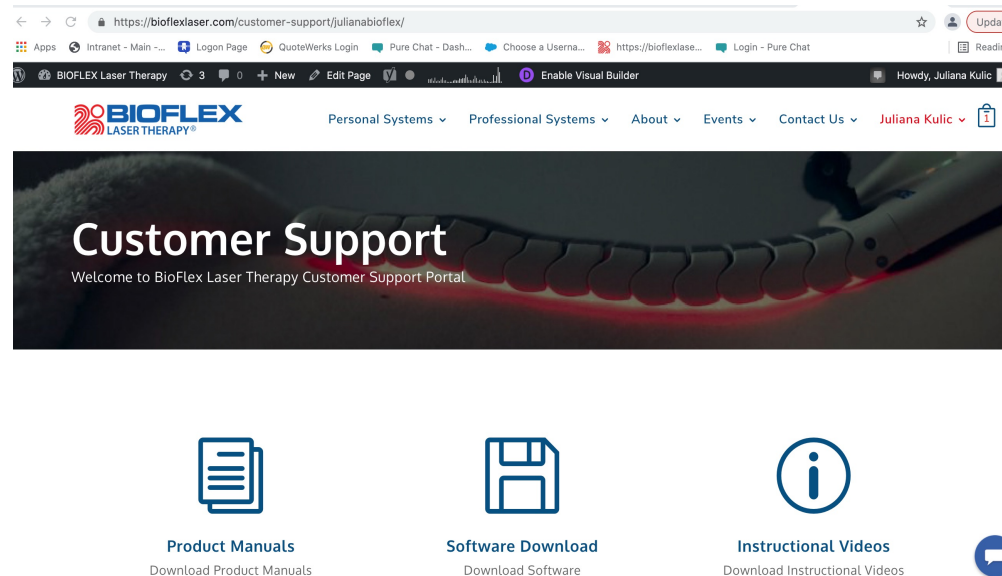 https://bioflexlaser.com/customer-support/julianabioflex/
Upda
Apps Intranet - Main -... Logon Page QuoteWerks Login Pure Chat - Dash... Choose a Userna... https://bioflexlase... Login - Pure Chat Readin
BIOFLEX Laser Therapy 3 0 + New Edit Page D Enable Visual Builder Howdy, Juliana Kulic
BIOFLEX
LASER THERAPY®
Personal Systems Professional Systems About Events Contact Us Juliana Kulic 1
Customer Support
Welcome to BioFlex Laser Therapy Customer Support Portal
Product Manuals Software Download Instructional Videos
Download Product Manuals Download Software Download Instructional Videos